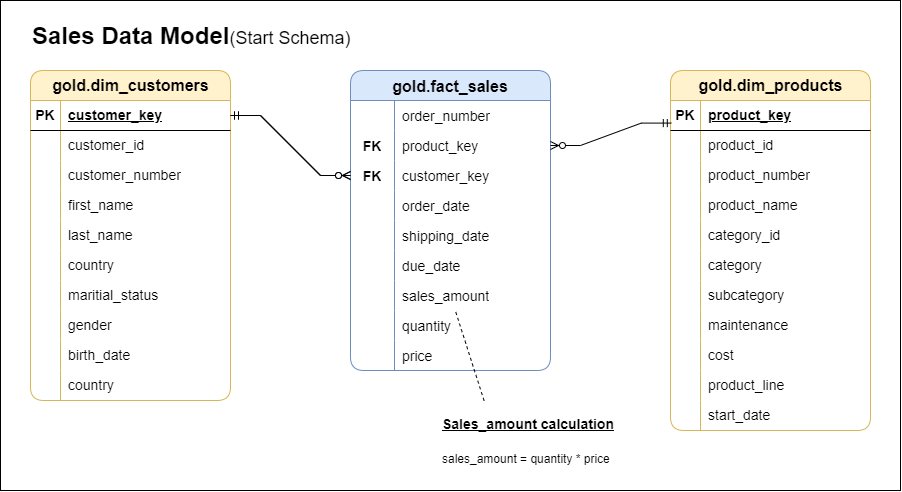 Sales Data Model(Start Schema)
gold.dim_customers
PK customer_key
customer_id
customer_number
first_name
last_name
country
maritial_status
gender
birth_date
country
gold.fact_sales
order_number
FK product_key
FK customer_key
order_date
shipping_date
due_date
sales_amount
quantity
price
Sales_amount calculation
sales_amount = quantity * price
gold.dim_products
PK product_key
product_id
product_number
product_name
category_id
category
subcategory
maintenance
cost
product_line
start_date